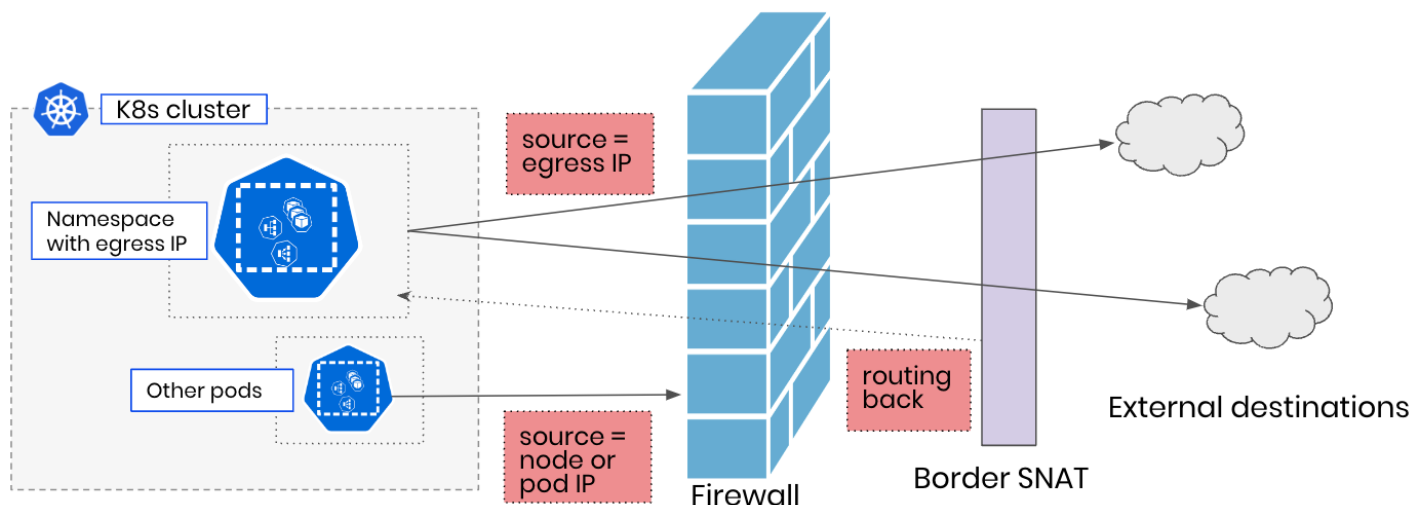 K8s cluster
source =
egress IP
Namespace
with egress IP
Other pods
source =
node or
pod IP
routing
back
Firewall
Border SNAT
External destinations